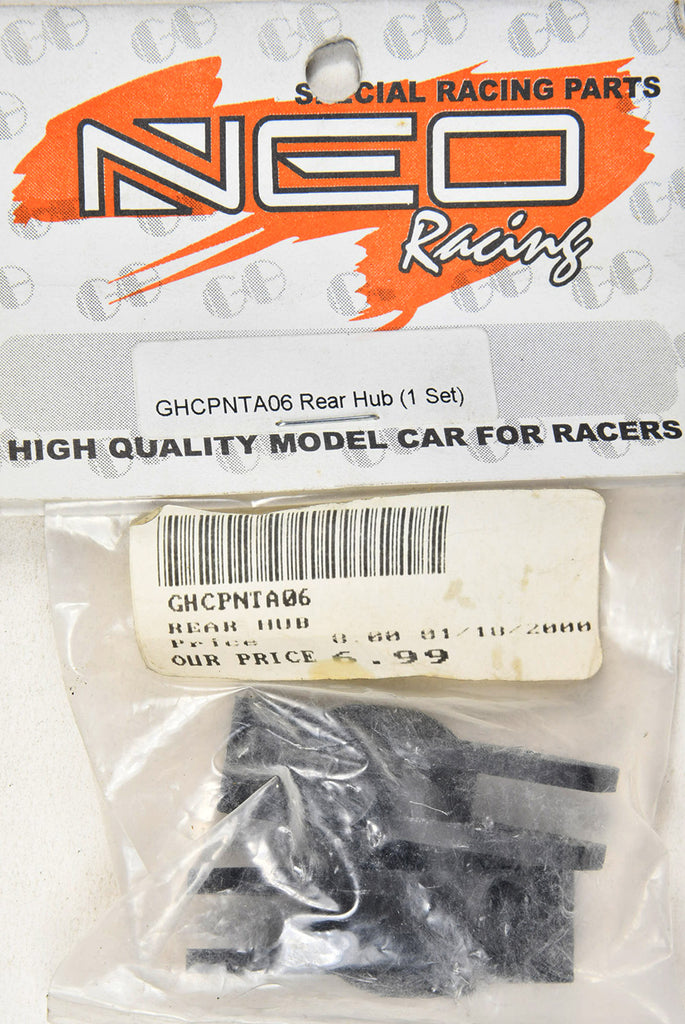 SPECIAL RACING PARTS
NEO
Racing
GHCPNTA06 Rear Hub (1 Set)
HIGH QUALITY MODEL CAR FOR RACERS
GHCPNTA06
REAR HUB
Price 8.00 01/18/2000
OUR PRICE 6.99